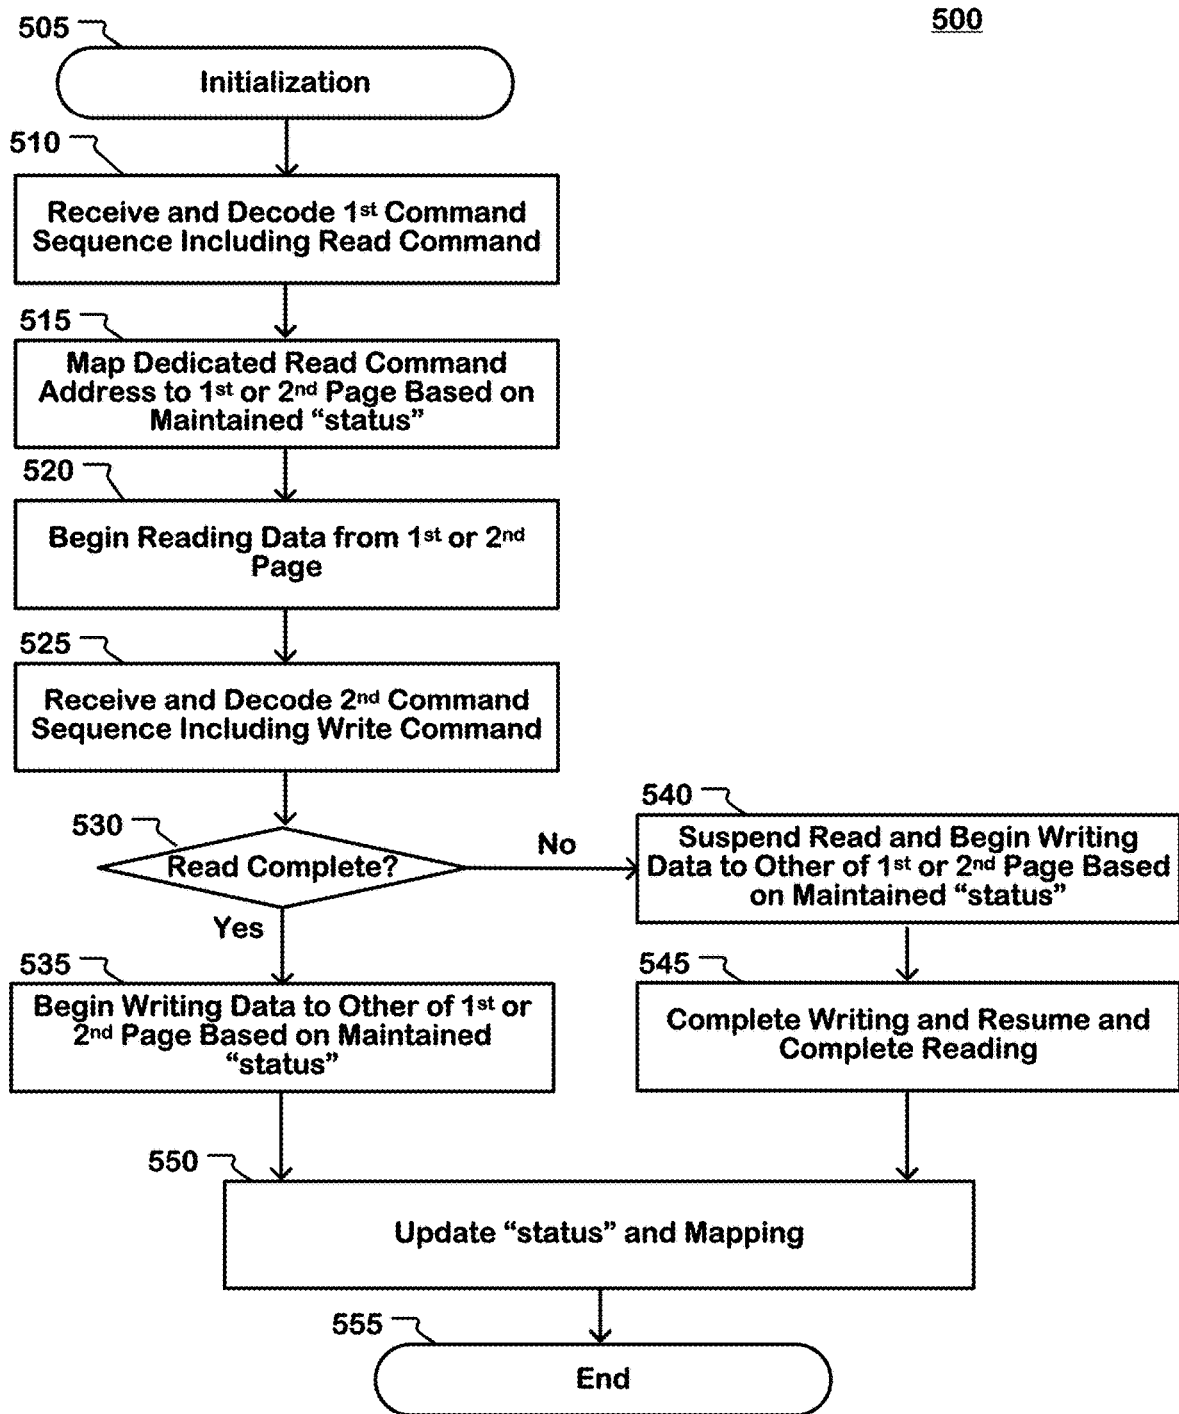 500
505
Initialization
510
Receive and Decode 1st Command
Sequence Including Read Command
515
Map Dedicated Read Command
Address to 1st or 2nd Page Based on
Maintained “status”
520
Begin Reading Data from 1st or 2nd
Page
525
Receive and Decode 2nd Command
Sequence Including Write Command
530
Read Complete?
No
Yes
540
Suspend Read and Begin Writing
Data to Other of 1st or 2nd Page Based
on Maintained “status”
535
Begin Writing Data to Other of 1st or
2nd Page Based on Maintained
“status”
545
Complete Writing and Resume and
Complete Reading
550
Update “status” and Mapping
555
End